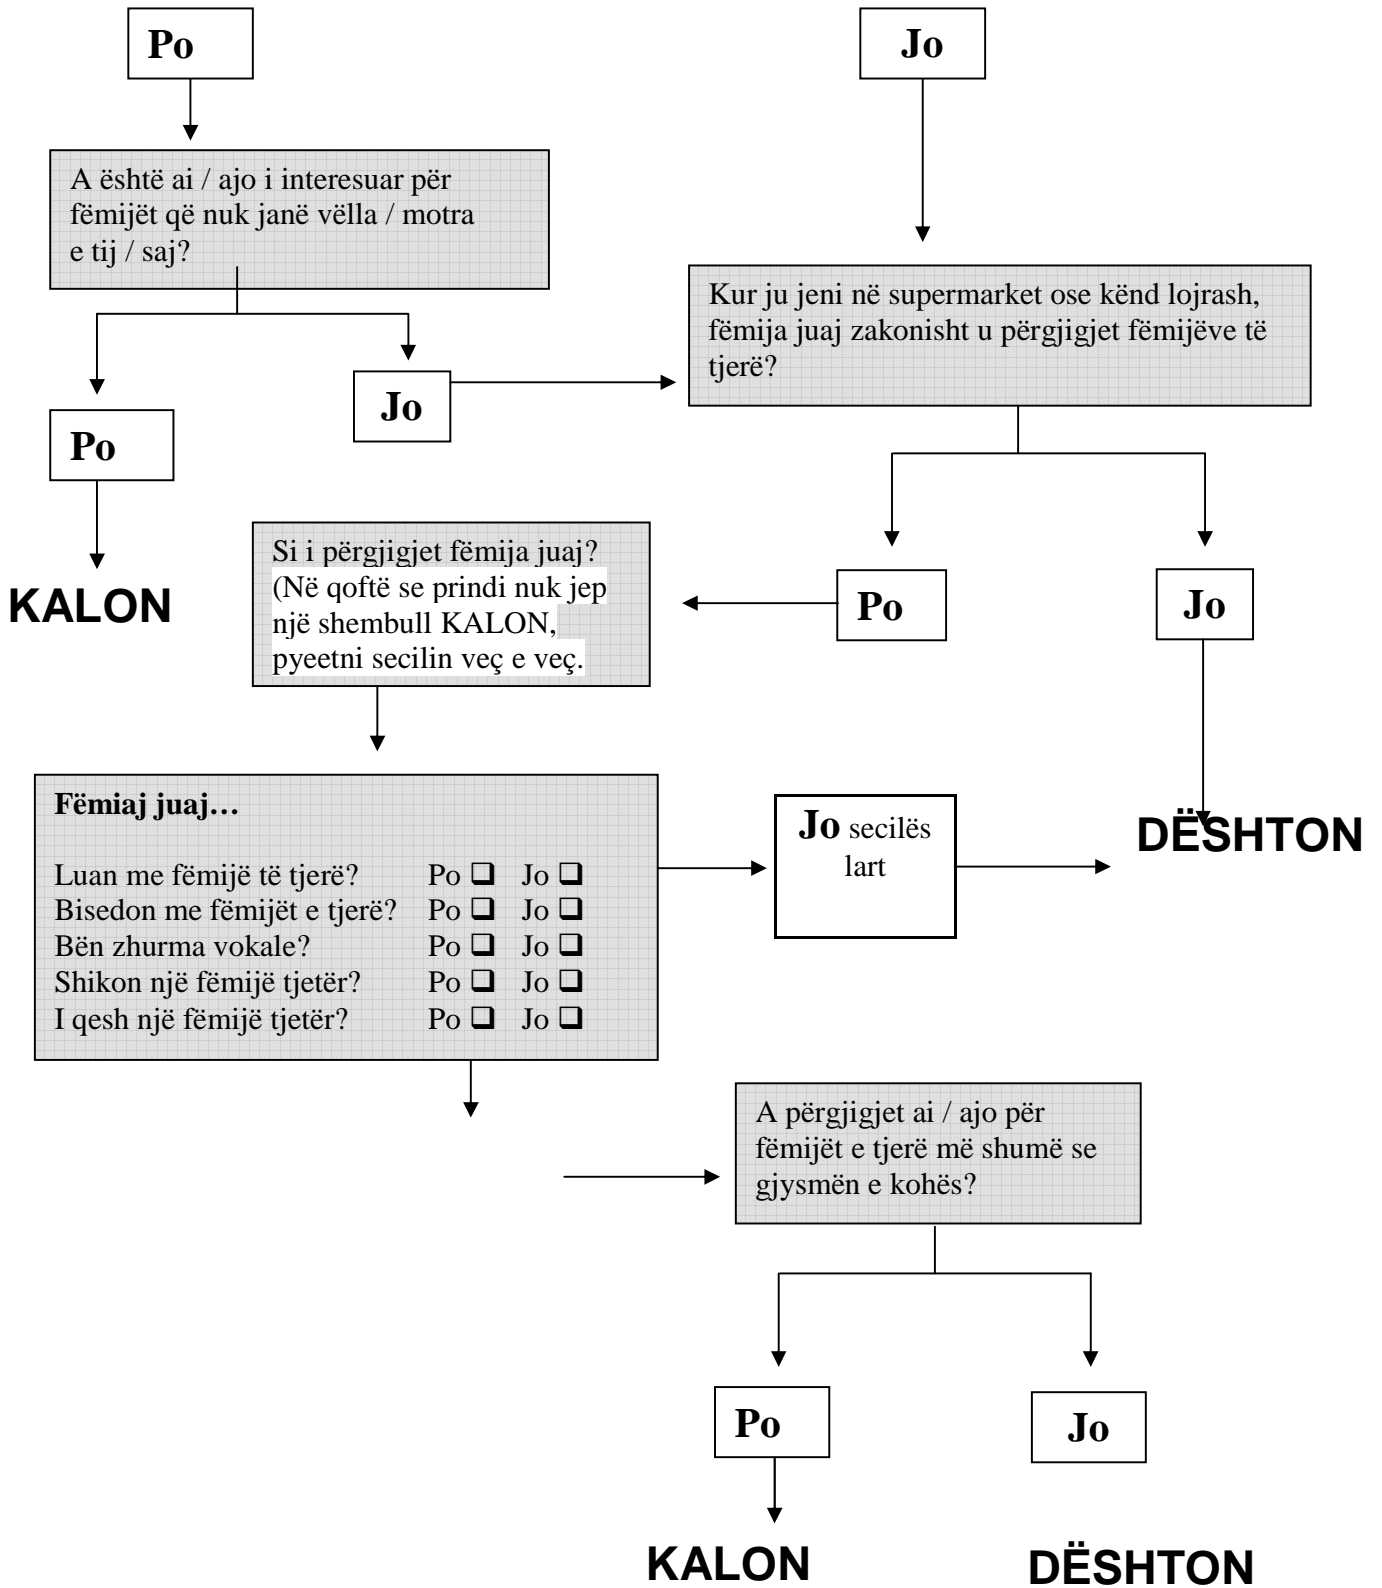 Po
Jo
A është ai / ajo i interesuar për
fëmijët që nuk janë vëlla / motra
e tij / saj?
Kur ju jeni në supermarket ose kënd lojrash,
fëmija juaj zakonisht u përgjigjet fëmijëve të
tjerë?
Jo
Po
KALON
Si i përgjigjet fëmija juaj?
(Në qoftë se prindi nuk jep
një shembull KALON,
pyeetni secilin veç e veç.
Po
Jo
Fëmiaj juaj…
Luan me fëmijë të tjerë? Po ❑ Jo ❑
Bisedon me fëmijët e tjerë? Po ❑ Jo ❑
Bën zhurma vokale? Po ❑ Jo ❑
Shikon një fëmijë tjetër? Po ❑ Jo ❑
I qesh një fëmijë tjetër? Po ❑ Jo ❑
Jo secilës
lart
DËSHTON
A përgjigjet ai / ajo për
fëmijët e tjerë më shumë se
gjysmën e kohës?
Po
Jo
KALON
DËSHTON